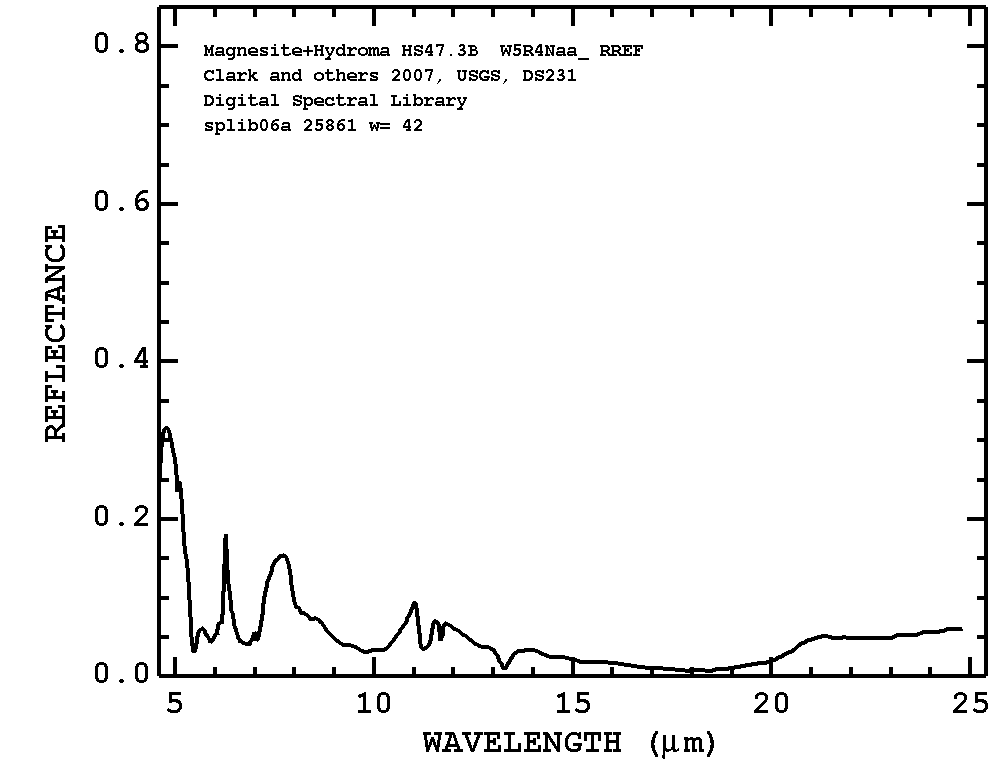 Magnesite+Hydroma HS47.3B W5R4Naa_ RREF
Clark and others 2007, USGS, DS231
Digital Spectral Library
splib06a 25861 w= 42
0.8
0.6
0.4
0.2
0.0
REFLECTANCE
5 10 15 20 25
WAVELENGTH (µm)